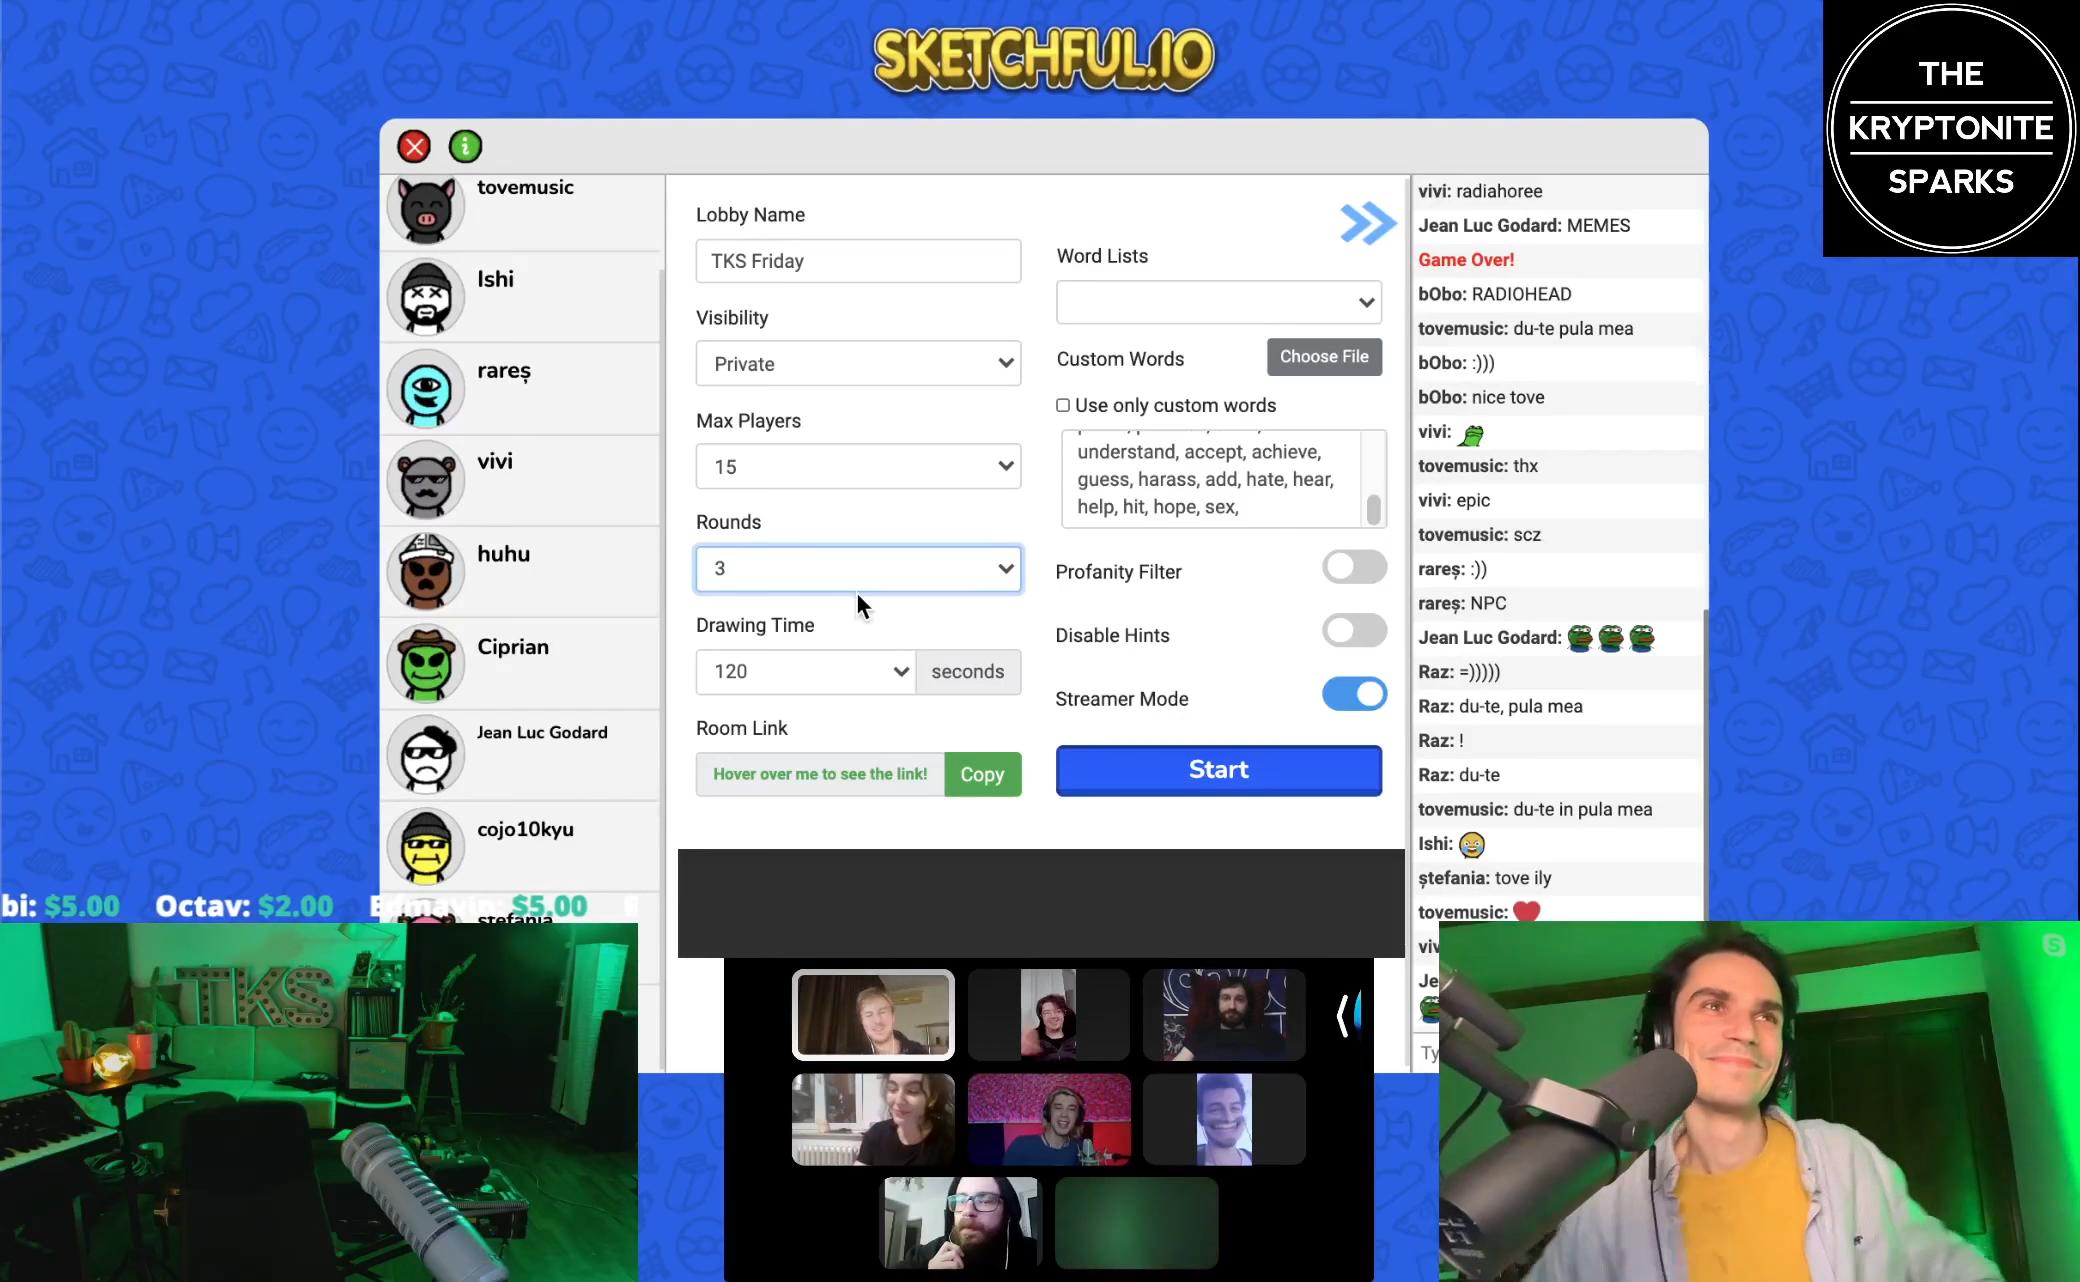 SKETCHFUL.IO
THE
KRYPTONITE
SPARKS
tovemusic
Ishi
rareș
vivi
huhu
Ciprian
Jean Luc Godard
cojo10kyu
ștefania
bi: $5.00 Octav: $2.00 Edmavin: $5.00
TKS
Lobby Name
TKS Friday
Visibility
Private
Max Players
15
Rounds
3
Drawing Time
120 seconds
Room Link
Hover over me to see the link! Copy
Word Lists
Custom Words Choose File
Use only custom words
understand, accept, achieve,
guess, harass, add, hate, hear,
help, hit, hope, sex,
Profanity Filter
Disable Hints
Streamer Mode
Start
vivi: radiahoree
Jean Luc Godard: MEMES
Game Over!
bObo: RADIOHEAD
tovemusic: du-te pula mea
bObo: :)))
bObo: nice tove
vivi:
tovemusic: thx
vivi: epic
tovemusic: scz
rareș: :))
rareș: NPC
Jean Luc Godard:
Raz: =)))))
Raz: du-te, pula mea
Raz: !
Raz: du-te
tovemusic: du-te in pula mea
Ishi:
ștefania: tove ily
tovemusic:
viv
Je
Ty